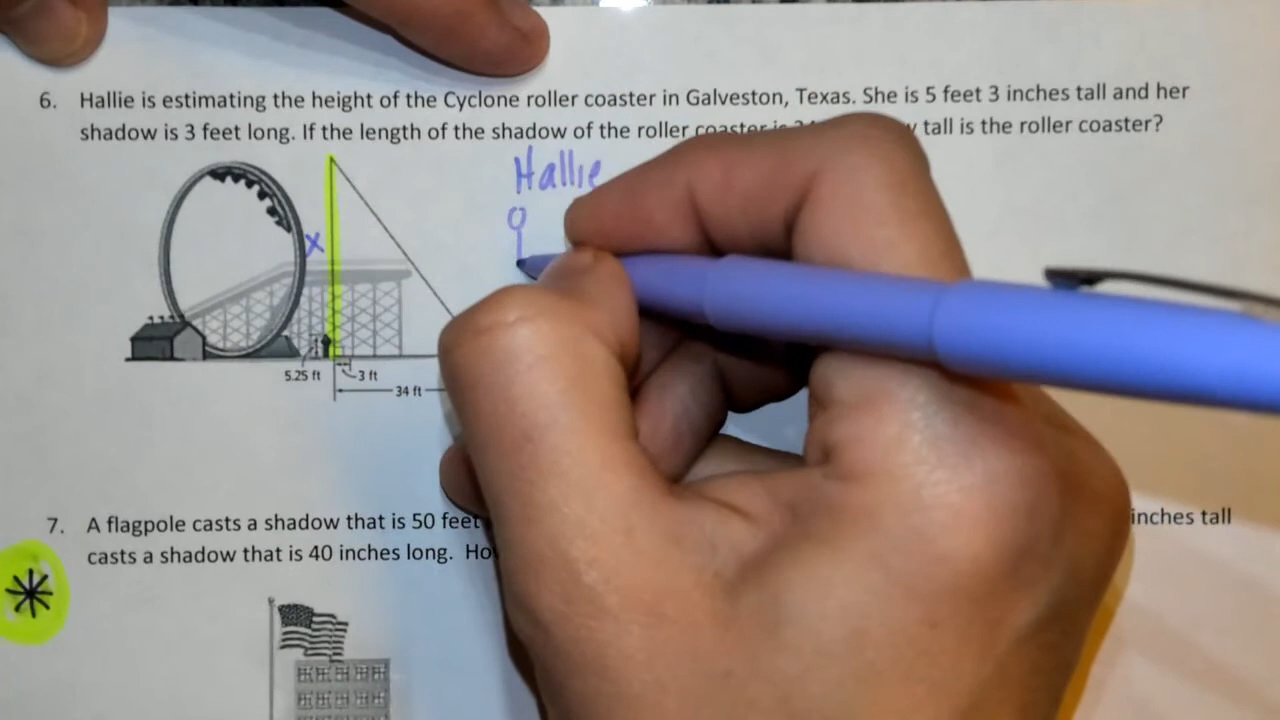 6. Hallie is estimating the height of the Cyclone roller coaster in Galveston, Texas. She is 5 feet 3 inches tall and her
shadow is 3 feet long. If the length of the shadow of the roller coaster is tall is the roller coaster?
Hallie
x
5.25 ft
3 ft
34 ft
7. A flagpole casts a shadow that is 50 feet inches tall
casts a shadow that is 40 inches long.